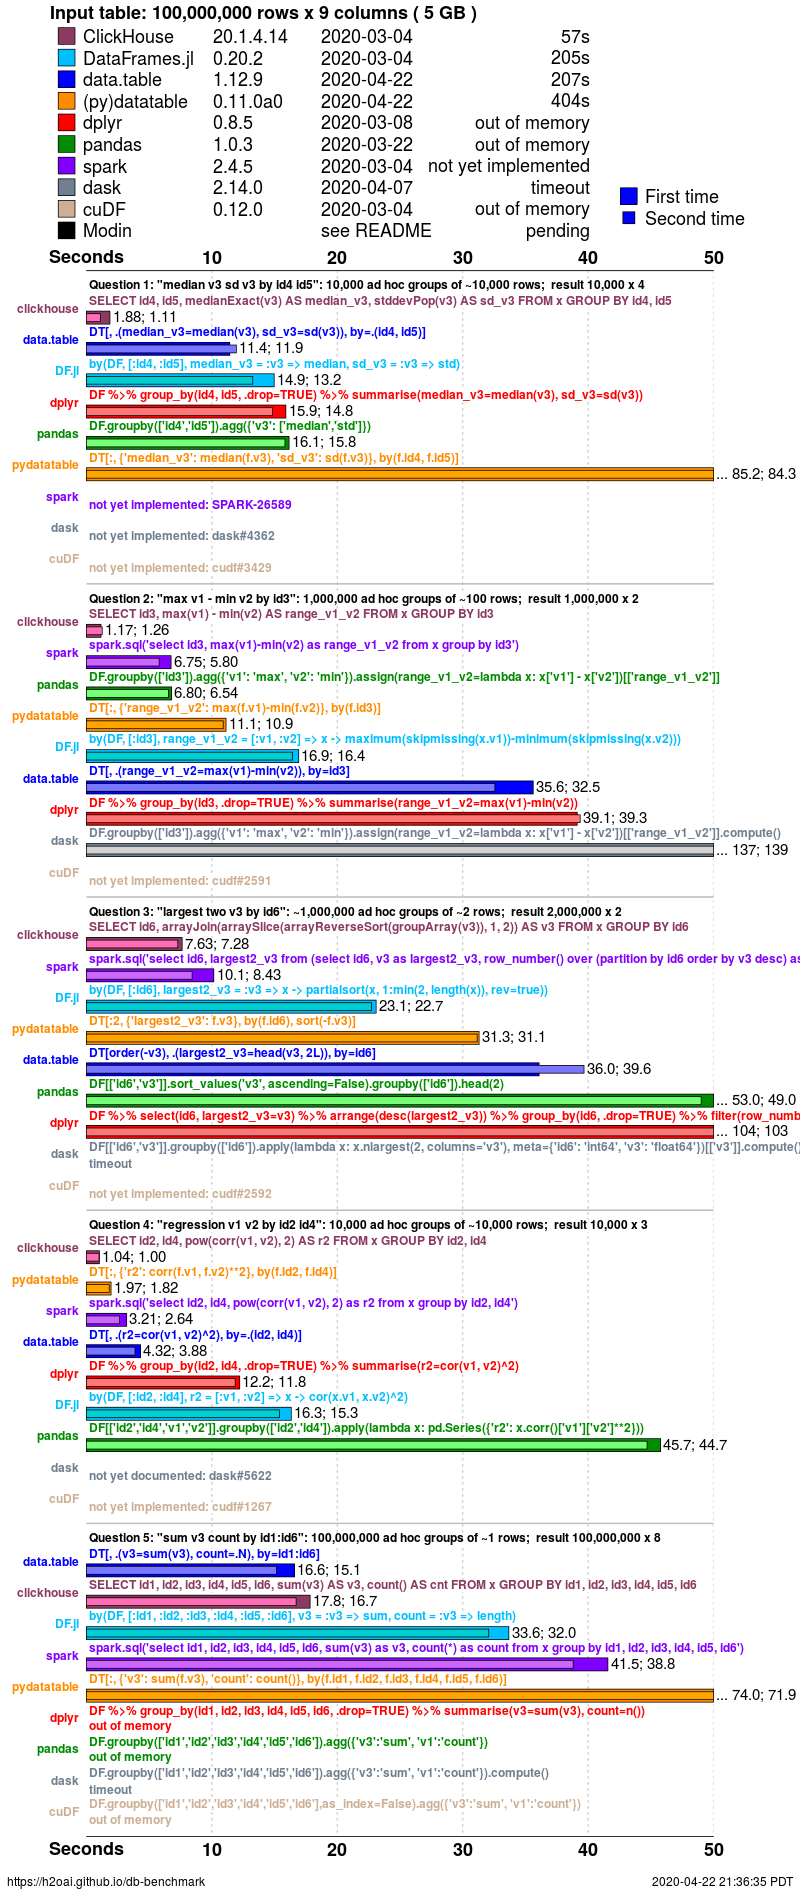 Input table: 100,000,000 rows x 9 columns ( 5 GB )
ClickHouse 20.1.4.14 2020-03-04 57s
DataFrames.jl 0.20.2 2020-03-04 205s
data.table 1.12.9 2020-04-22 207s
(py)datatable 0.11.0a0 2020-04-22 404s
dplyr 0.8.5 2020-03-08 out of memory
pandas 1.0.3 2020-03-22 out of memory
spark 2.4.5 2020-03-04 not yet implemented
dask 2.14.0 2020-04-07 timeout
cuDF 0.12.0 2020-03-04 out of memory
Modin see README pending
First time
Second time
Seconds 10 20 30 40 50
Question 1: "median v3 sd v3 by id4 id5": 10,000 ad hoc groups of ~10,000 rows; result 10,000 x 4
SELECT id4, id5, medianExact(v3) AS median_v3, stddevPop(v3) AS sd_v3 FROM x GROUP BY id4, id5
clickhouse 1.88; 1.11
DT[, .(median_v3=median(v3), sd_v3=sd(v3)), by=.(id4, id5)]
data.table 11.4; 11.9
by(DF, [:id4, :id5], median_v3 = :v3 => median, sd_v3 = :v3 => std)
DF.jl 14.9; 13.2
DF %>% group_by(id4, id5, .drop=TRUE) %>% summarise(median_v3=median(v3), sd_v3=sd(v3))
dplyr 15.9; 14.8
DF.groupby(['id4','id5']).agg({'v3': ['median','std']})
pandas 16.1; 15.8
DT[:, {'median_v3': median(f.v3), 'sd_v3': sd(f.v3)}, by(f.id4, f.id5)]
pydatatable ... 85.2; 84.3
spark not yet implemented: SPARK-26589
dask not yet implemented: dask#4362
cuDF not yet implemented: cudf#3429
Question 2: "max v1 - min v2 by id3": 1,000,000 ad hoc groups of ~100 rows; result 1,000,000 x 2
SELECT id3, max(v1) - min(v2) AS range_v1_v2 FROM x GROUP BY id3
clickhouse 1.17; 1.26
spark.sql('select id3, max(v1)-min(v2) as range_v1_v2 from x group by id3')
spark 6.75; 5.80
DF.groupby(['id3']).agg({'v1': 'max', 'v2': 'min'}).assign(range_v1_v2=lambda x: x['v1'] - x['v2'])[['range_v1_v2']]
pandas 6.80; 6.54
DT[:, {'range_v1_v2': max(f.v1)-min(f.v2)}, by(f.id3)]
pydatatable 11.1; 10.9
by(DF, [:id3], range_v1_v2 = [:v1, :v2] => x -> maximum(skipmissing(x.v1))-minimum(skipmissing(x.v2)))
DF.jl 16.9; 16.4
DT[, .(range_v1_v2=max(v1)-min(v2)), by=id3]
data.table 35.6; 32.5
DF %>% group_by(id3, .drop=TRUE) %>% summarise(range_v1_v2=max(v1)-min(v2))
dplyr 39.1; 39.3
DF.groupby(['id3']).agg({'v1': 'max', 'v2': 'min'}).assign(range_v1_v2=lambda x: x['v1'] - x['v2'])[['range_v1_v2']].compute()
dask ... 137; 139
cuDF not yet implemented: cudf#2591
Question 3: "largest two v3 by id6": ~1,000,000 ad hoc groups of ~2 rows; result 2,000,000 x 2
SELECT id6, arrayJoin(arraySlice(arrayReverseSort(groupArray(v3)), 1, 2)) AS v3 FROM x GROUP BY id6
clickhouse 7.63; 7.28
spark.sql('select id6, largest2_v3 from (select id6, v3 as largest2_v3, row_number() over (partition by id6 order by v3 desc) as
spark 10.1; 8.43
by(DF, [:id6], largest2_v3 = :v3 => x -> partialsort(x, 1:min(2, length(x)), rev=true))
DF.jl 23.1; 22.7
DT[:2, {'largest2_v3': f.v3}, by(f.id6), sort(-f.v3)]
pydatatable 31.3; 31.1
DT[order(-v3), .(largest2_v3=head(v3, 2L)), by=id6]
data.table 36.0; 39.6
DF[['id6','v3']].sort_values('v3', ascending=False).groupby(['id6']).head(2)
pandas ... 53.0; 49.0
DF %>% select(id6, largest2_v3=v3) %>% arrange(desc(largest2_v3)) %>% group_by(id6, .drop=TRUE) %>% filter(row_numb
dplyr ... 104; 103
DF[['id6','v3']].groupby(['id6']).apply(lambda x: x.nlargest(2, columns='v3'), meta={'id6': 'int64', 'v3': 'float64'})[['v3']].compute()
dask timeout
cuDF not yet implemented: cudf#2592
Question 4: "regression v1 v2 by id2 id4": 10,000 ad hoc groups of ~10,000 rows; result 10,000 x 3
SELECT id2, id4, pow(corr(v1, v2), 2) AS r2 FROM x GROUP BY id2, id4
clickhouse 1.04; 1.00
DT[:, {'r2': corr(f.v1, f.v2)**2}, by(f.id2, f.id4)]
pydatatable 1.97; 1.82
spark.sql('select id2, id4, pow(corr(v1, v2), 2) as r2 from x group by id2, id4')
spark 3.21; 2.64
DT[, .(r2=cor(v1, v2)^2), by=.(id2, id4)]
data.table 4.32; 3.88
DF %>% group_by(id2, id4, .drop=TRUE) %>% summarise(r2=cor(v1, v2)^2)
dplyr 12.2; 11.8
by(DF, [:id2, :id4], r2 = [:v1, :v2] => x -> cor(x.v1, x.v2)^2)
DF.jl 16.3; 15.3
DF[['id2','id4','v1','v2']].groupby(['id2','id4']).apply(lambda x: pd.Series({'r2': x.corr()['v1']['v2']**2}))
pandas 45.7; 44.7
dask not yet documented: dask#5622
cuDF not yet implemented: cudf#1267
Question 5: "sum v3 count by id1:id6": 100,000,000 ad hoc groups of ~1 rows; result 100,000,000 x 8
DT[, .(v3=sum(v3), count=.N), by=id1:id6]
data.table 16.6; 15.1
SELECT id1, id2, id3, id4, id5, id6, sum(v3) AS v3, count() AS cnt FROM x GROUP BY id1, id2, id3, id4, id5, id6
clickhouse 17.8; 16.7
by(DF, [:id1, :id2, :id3, :id4, :id5, :id6], v3 = :v3 => sum, count = :v3 => length)
DF.jl 33.6; 32.0
spark.sql('select id1, id2, id3, id4, id5, id6, sum(v3) as v3, count(*) as count from x group by id1, id2, id3, id4, id5, id6')
spark 41.5; 38.8
DT[:, {'v3': sum(f.v3), 'count': count()}, by(f.id1, f.id2, f.id3, f.id4, f.id5, f.id6)]
pydatatable ... 74.0; 71.9
DF %>% group_by(id1, id2, id3, id4, id5, id6, .drop=TRUE) %>% summarise(v3=sum(v3), count=n())
dplyr out of memory
DF.groupby(['id1','id2','id3','id4','id5','id6']).agg({'v3':'sum', 'v1':'count'})
pandas out of memory
DF.groupby(['id1','id2','id3','id4','id5','id6']).agg({'v3':'sum', 'v1':'count'}).compute()
dask timeout
DF.groupby(['id1','id2','id3','id4','id5','id6'],as_index=False).agg({'v3':'sum', 'v1':'count'})
cuDF out of memory
Seconds 10 20 30 40 50
https://h2oai.github.io/db-benchmark 2020-04-22 21:36:35 PDT